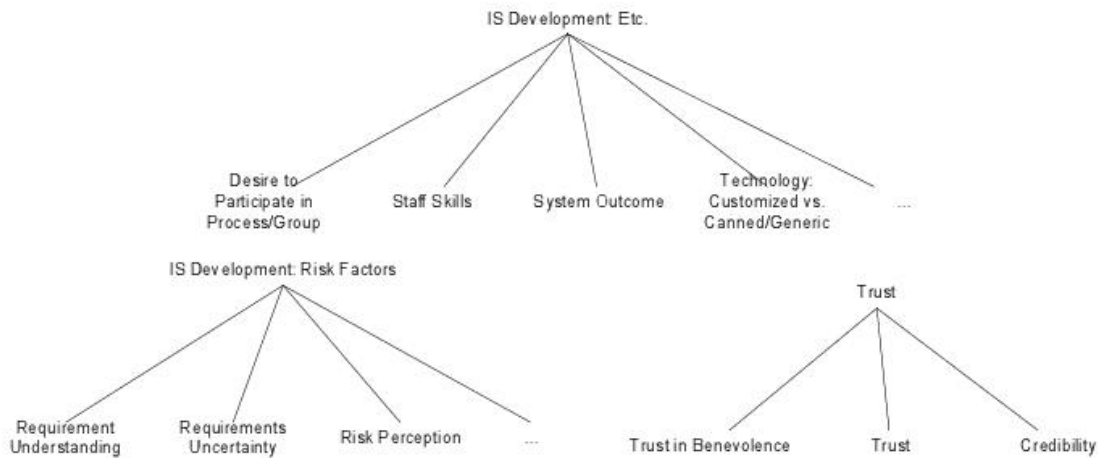 IS Development: Etc.
Desire to
Participate in
Process/Group
Staff Skills
System Outcome
Technology:
Customized vs.
Canned/Generic
...
IS Development: Risk Factors
Requirement
Understanding
Requirements
Uncertainty
Risk Perception
...
Trust
Trust in Benevolence
Trust
Credibility